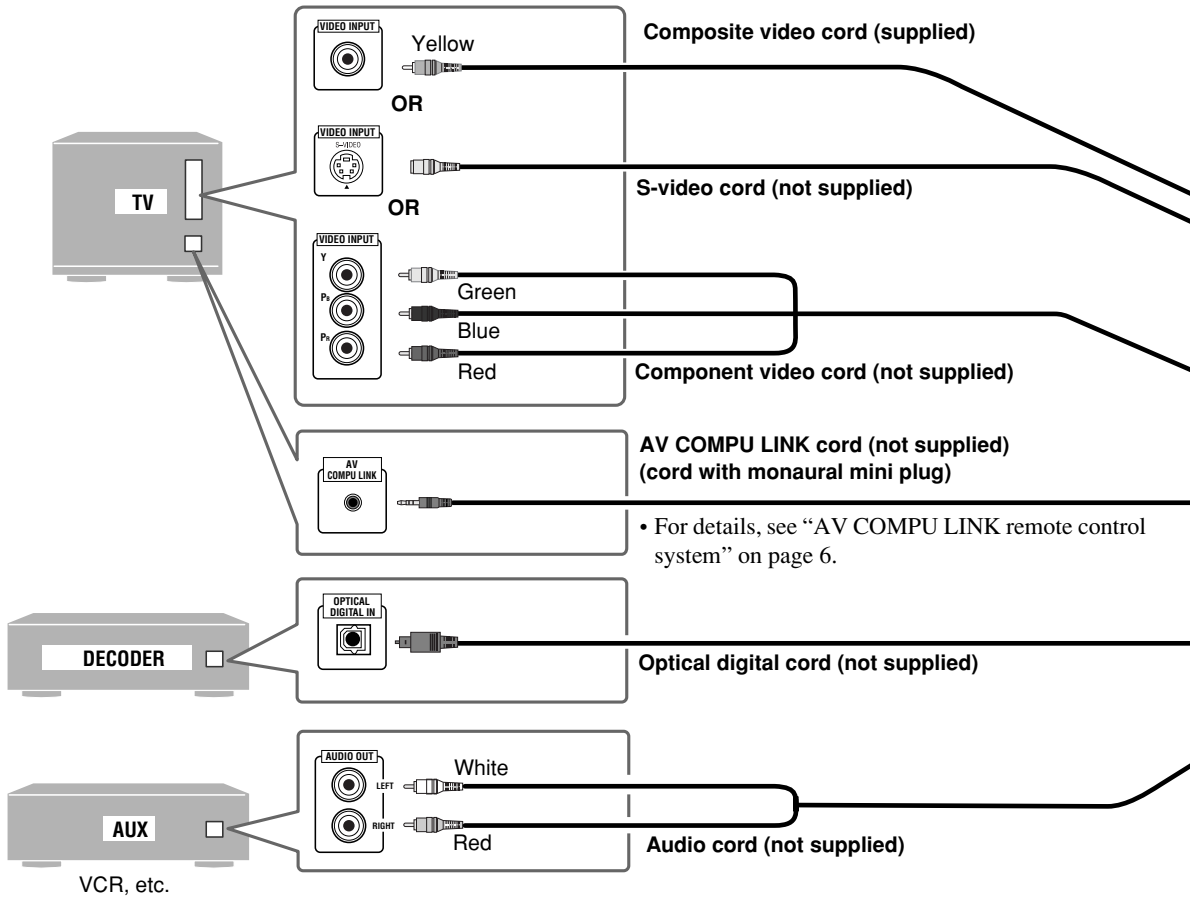 VIDEO INPUT
Yellow
Composite video cord (supplied)
OR
VIDEO INPUT
S-VIDEO
S-video cord (not supplied)
OR
TV
VIDEO INPUT
Y
Green
PB
Blue
PR
Red
Component video cord (not supplied)
AV COMPU LINK cord (not supplied)
(cord with monaural mini plug)
AV
COMPU LINK
• For details, see “AV COMPU LINK remote control
system” on page 6.
OPTICAL
DIGITAL IN
DECODER
Optical digital cord (not supplied)
AUDIO OUT
White
LEFT
AUX
RIGHT
Red
Audio cord (not supplied)
VCR, etc.